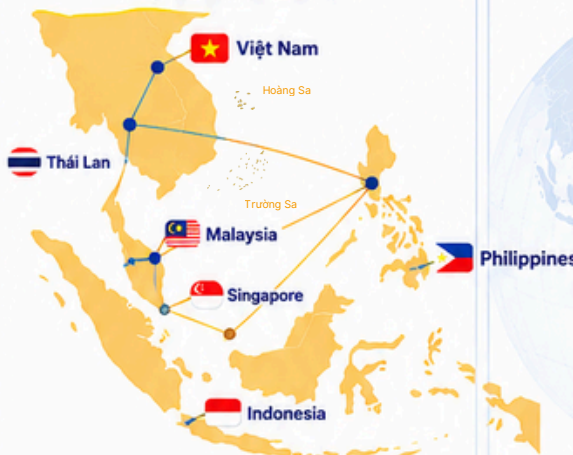 Việt Nam
Hoàng Sa
Thái Lan
Trường Sa
Malaysia
Philippines
Singapore
Indonesia